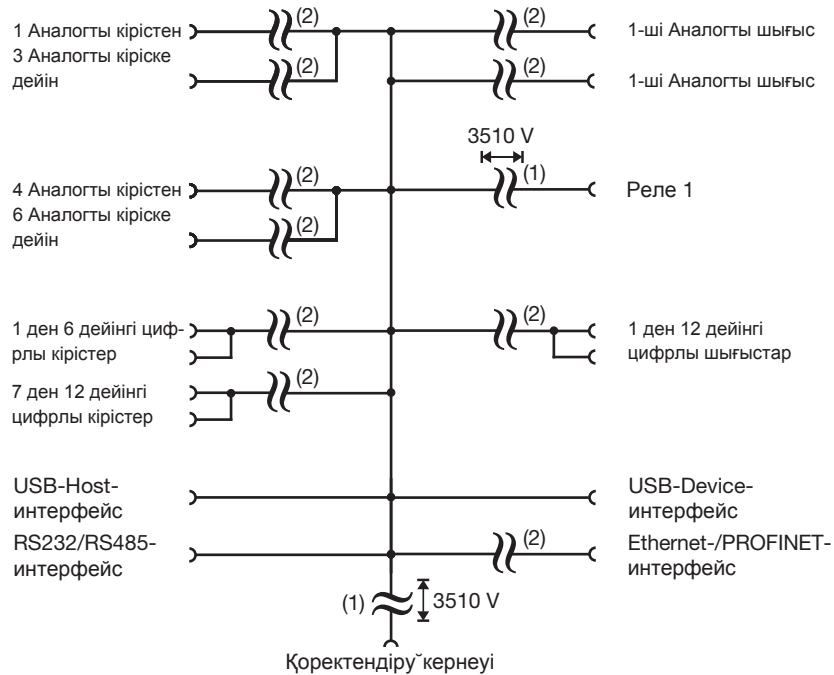 1 Аналогты кірістен
3 Аналогты кіріске
дейін
(2)
(2)
(2)
1-ші Аналогты шығыс
(2)
1-ші Аналогты шығыс
3510 V
4 Аналогты кірістен
6 Аналогты кіріске
дейін
(2)
(2)
(1)
Реле 1
1 ден 6 дейінгі циф-
рлы кірістер
(2)
(2)
1 ден 12 дейінгі
цифрлы шығыстар
7 ден 12 дейінгі
цифрлы кірістер
(2)
USB-Host-
интерфейс
USB-Device-
интерфейс
RS232/RS485-
интерфейс
(2)
Ethernet-/PROFINET-
интерфейс
(1)
3510 V
Қоректендіру˘кернеуі